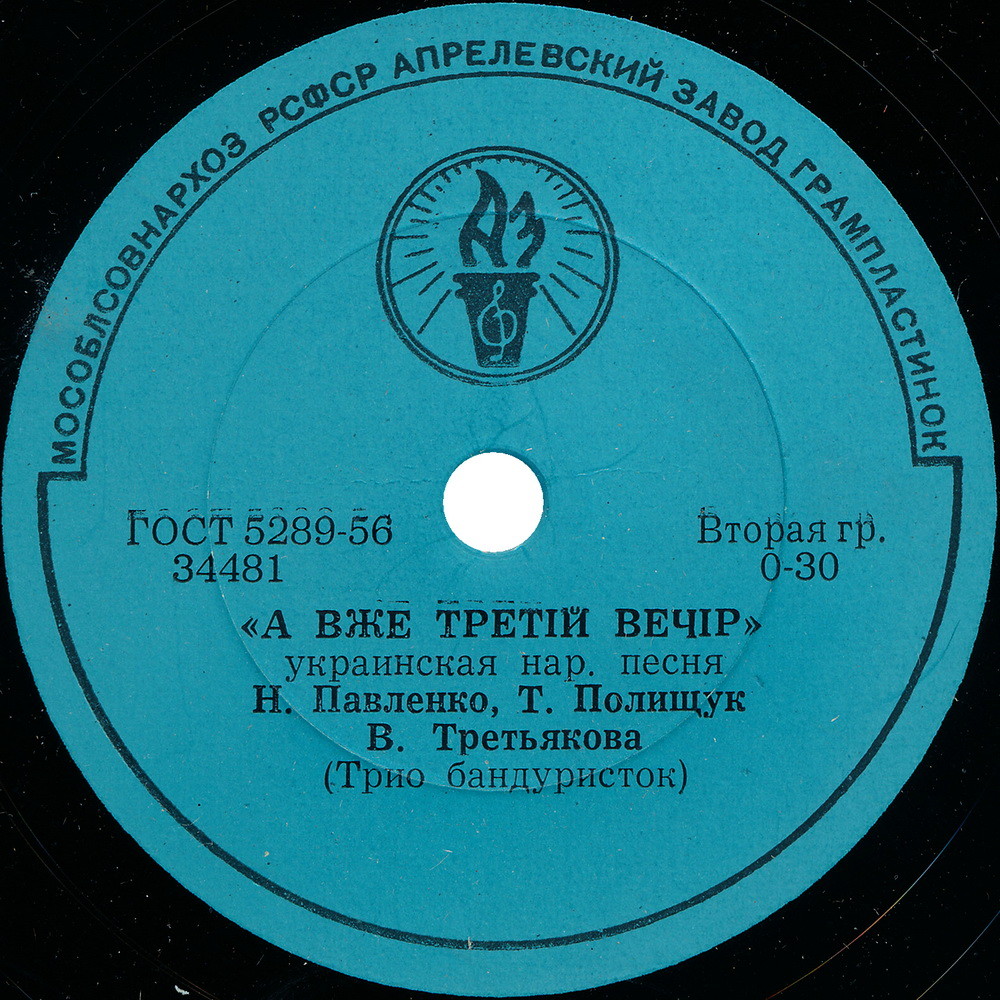 МОСОБЛСОВНАРХОЗ РСФСР АПРЕЛЕВСКИЙ ЗАВОД ГРАМПЛАСТИНОК
АЗ
ГОСТ 5289-56
34481
Вторая гр.
0-30
«А ВЖЕ ТРЕТІЙ ВЕЧІР»
украинская нар. песня
Н. Павленко, Т. Полищук
В. Третьякова
(Трио бандуристок)